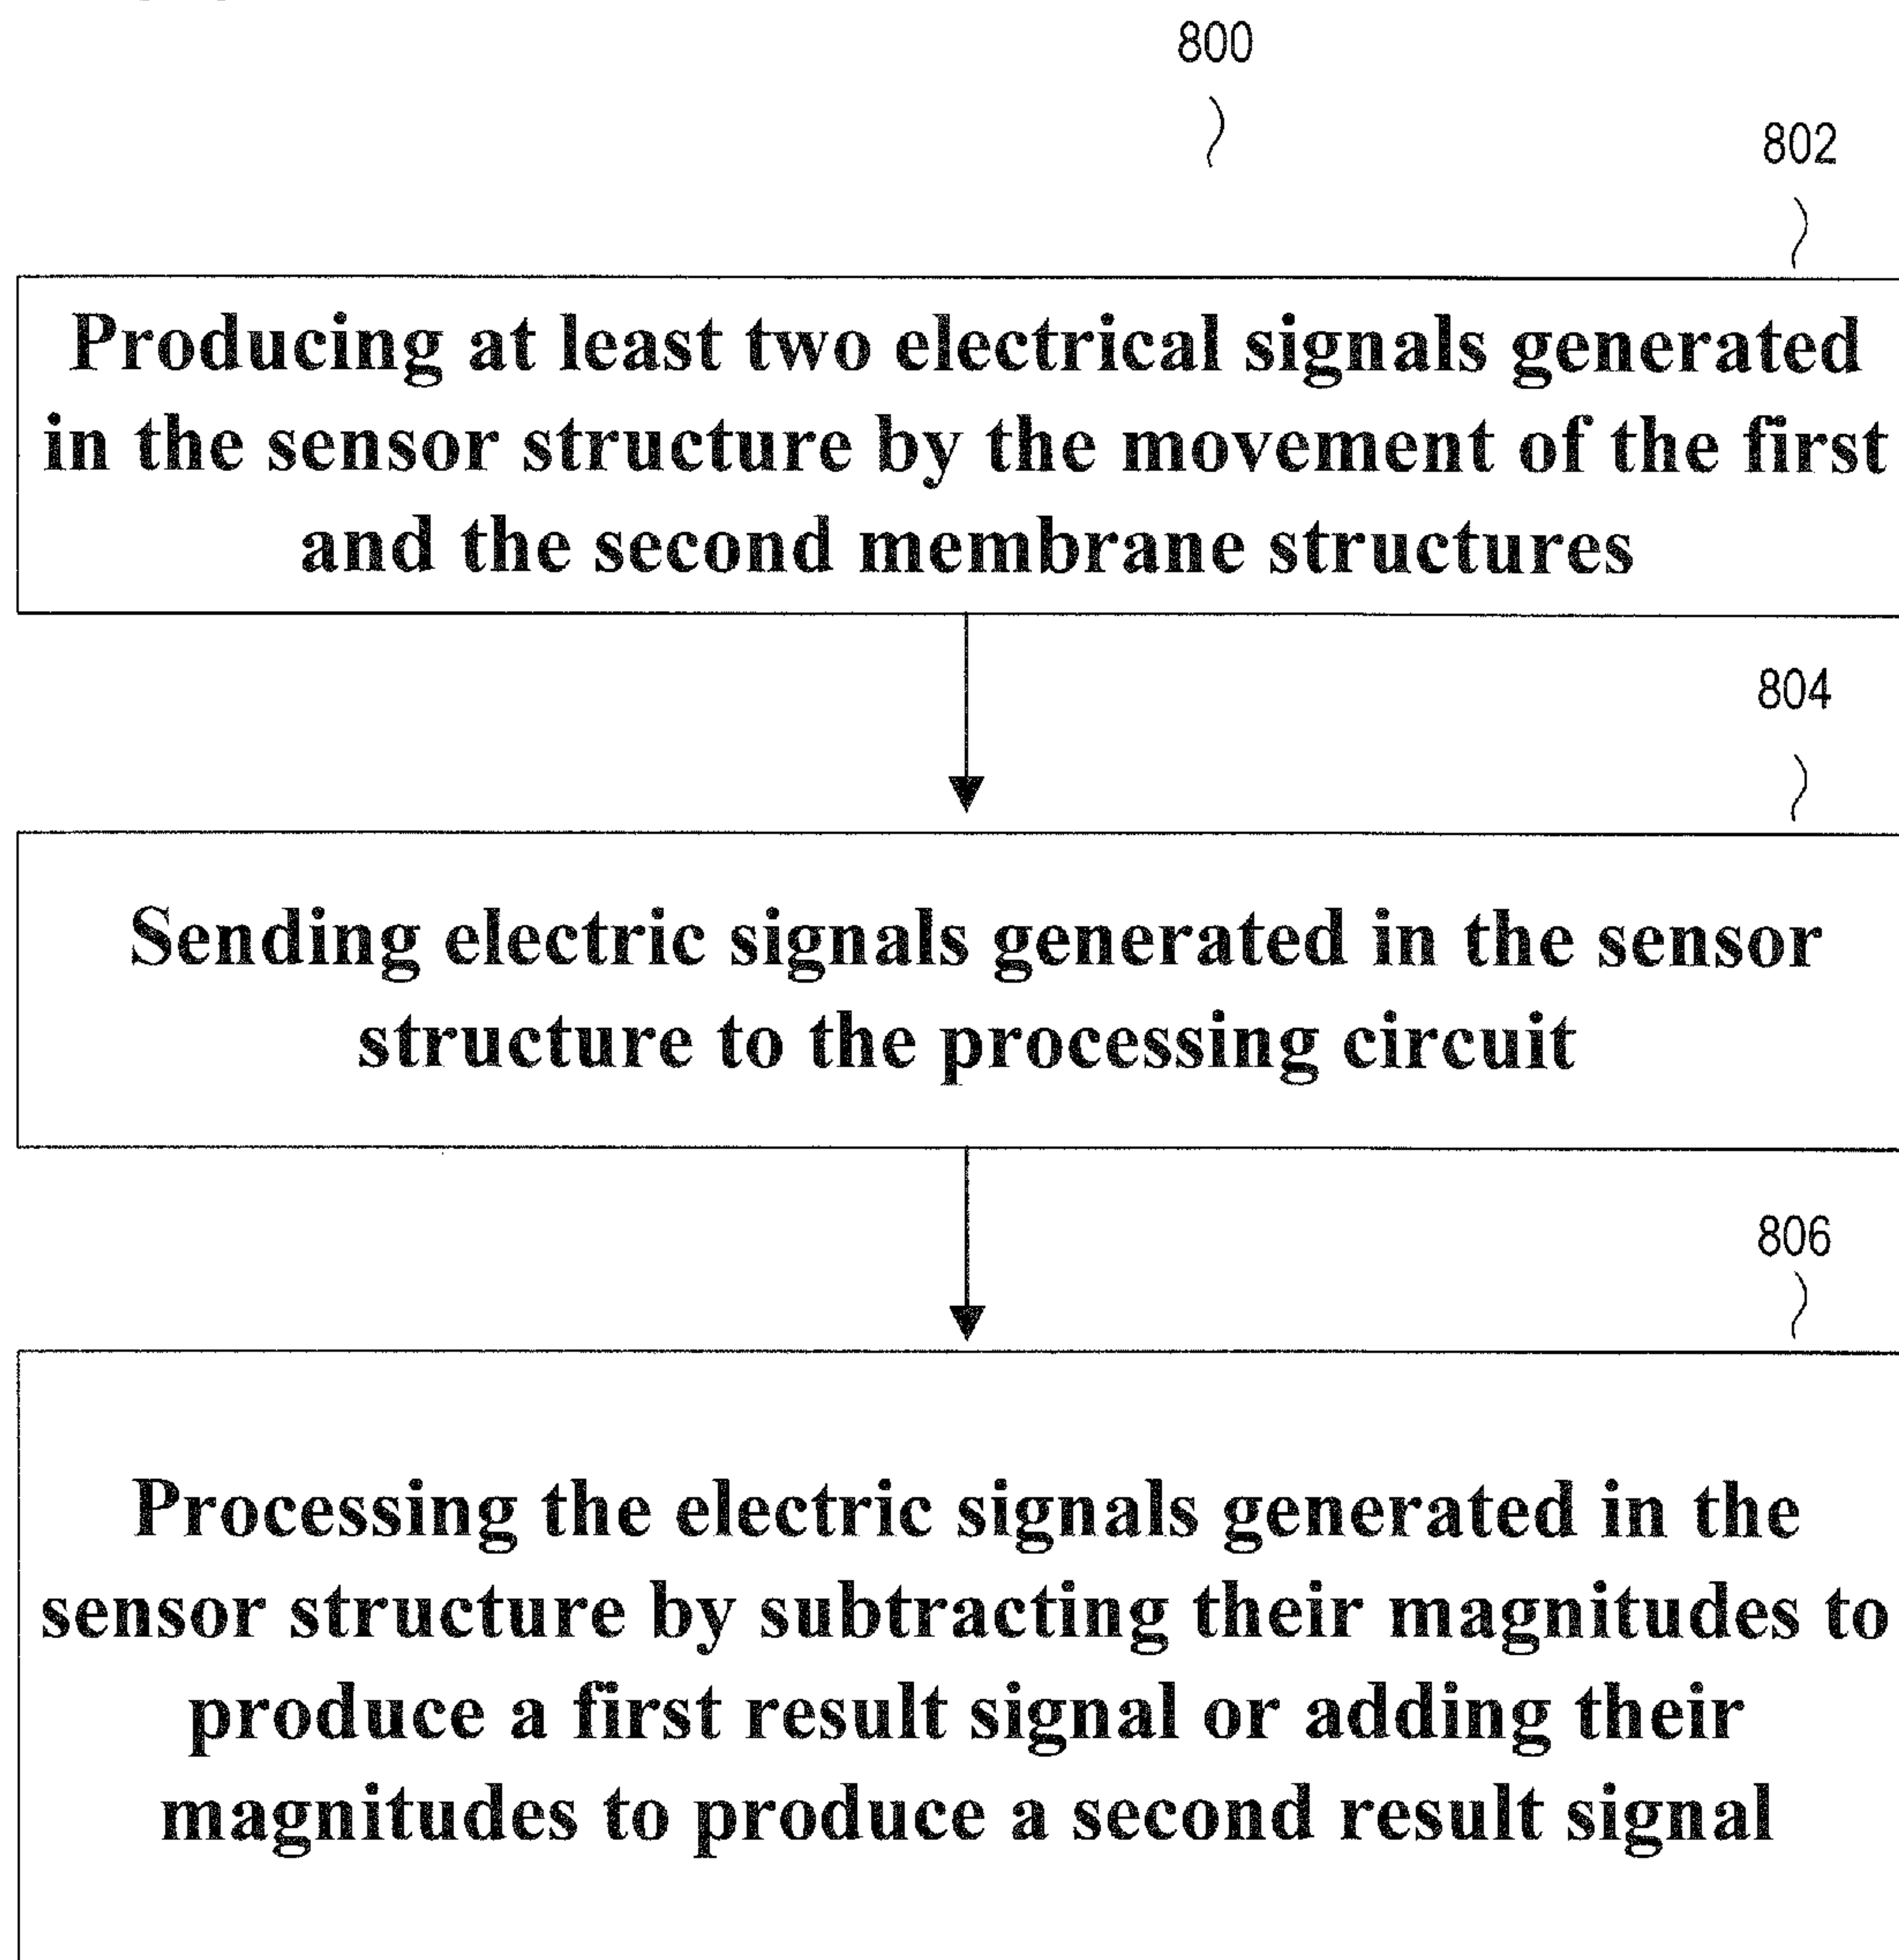 800
802
Producing at least two electrical signals generated
in the sensor structure by the movement of the first
and the second membrane structures
804
Sending electric signals generated in the sensor
structure to the processing circuit
806
Processing the electric signals generated in the
sensor structure by subtracting their magnitudes to
produce a first result signal or adding their
magnitudes to produce a second result signal